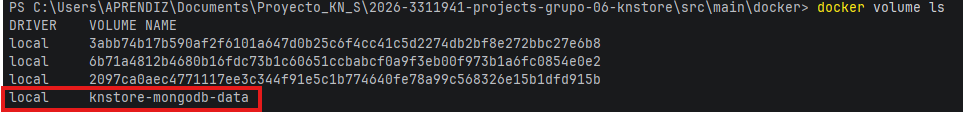 PS C:\Users\APRENDIZ\Documents\Proyecto_KN_S\2026-3311941-projects-grupo-06-knstore\src\main\docker> docker volume ls
DRIVER    VOLUME NAME
local     3abb74b17b590af2f6101a647d0b25c6f4cc41c5d2274db2bf8e272bbc27e6b8
local     6b71a4812b4680b16fdc73b1c60651ccbabcf0a9f3eb00f973b1a6fc0854e0e2
local     2097ca0aec4771117ee3c344f91e5c1b774640fe78a99c568326e15b1dfd915b
local     knstore-mongodb-data